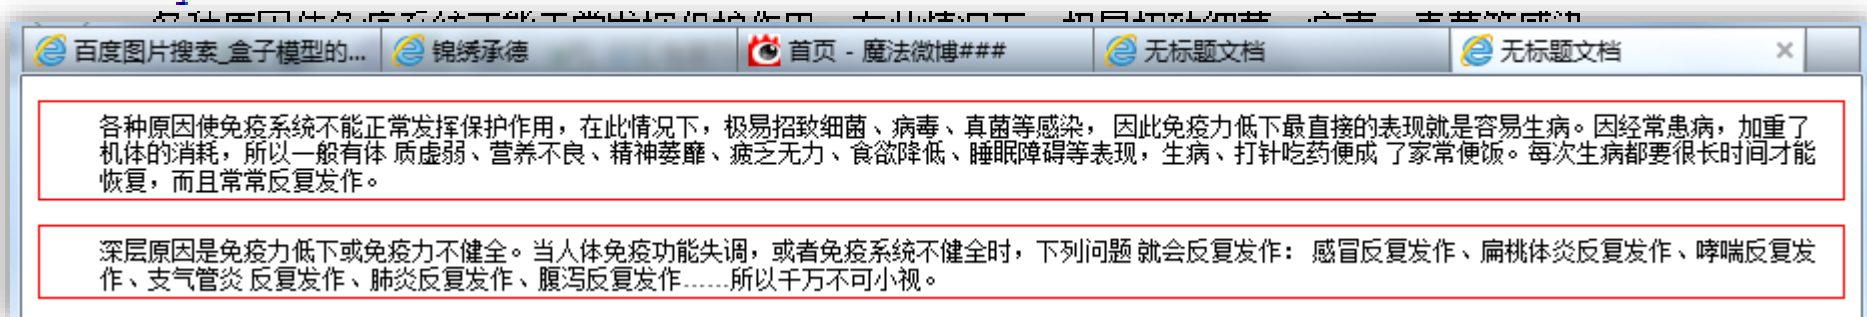 百度图片搜索_盒子模型的...
锦绣承德
首页 - 魔法微博###
无标题文档
无标题文档
各种原因使免疫系统不能正常发挥保护作用，在此情况下，极易招致细菌、病毒、真菌等感染， 因此免疫力低下最直接的表现就是容易生病。因经常患病，加重了
机体的消耗，所以一般有体 质虚弱、营养不良、精神萎靡、疲乏无力、食欲降低、睡眠障碍等表现，生病、打针吃药便成 了家常便饭。每次生病都要很长时间才能
恢复，而且常常反复发作。
深层原因是免疫力低下或免疫力不健全。当人体免疫功能失调，或者免疫系统不健全时，下列问题 就会反复发作： 感冒反复发作、扁桃体炎反复发作、哮喘反复发
作、支气管炎 反复发作、肺炎反复发作、腹泻反复发作……所以千万不可小视。